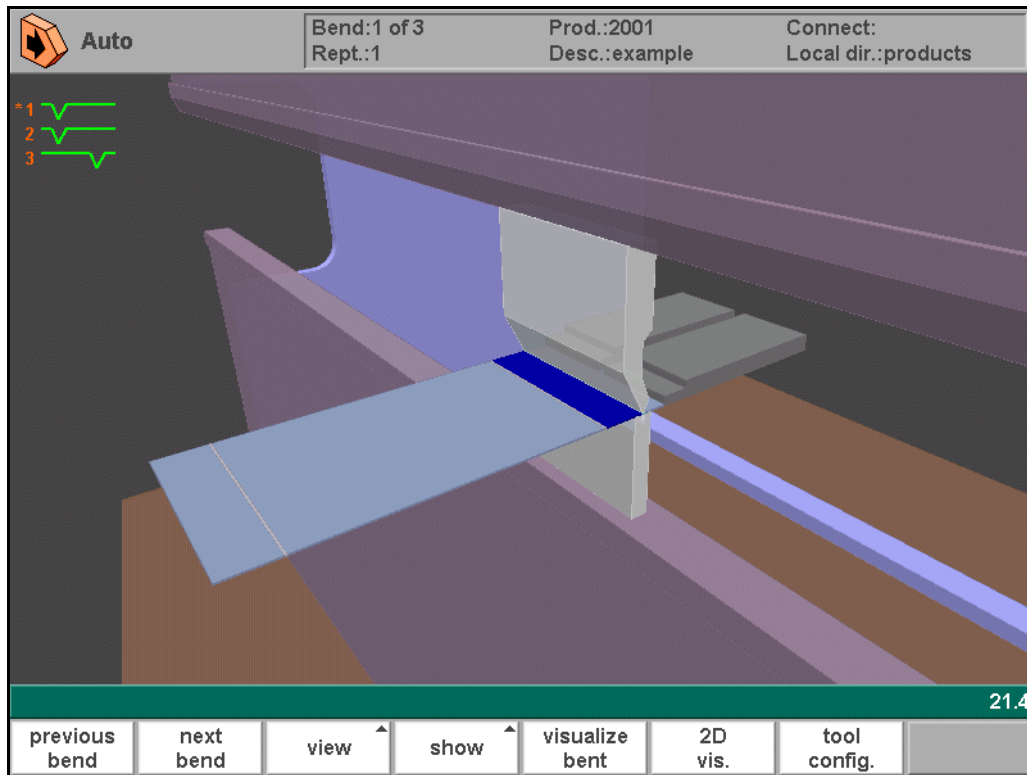 Auto
Bend:1 of 3 Prod.:2001 Connect:
Rept.:1 Desc.:example Local dir.:products
*1
2
3
21.4
previous bend
next bend
view
show
visualize bent
2D vis.
tool config.